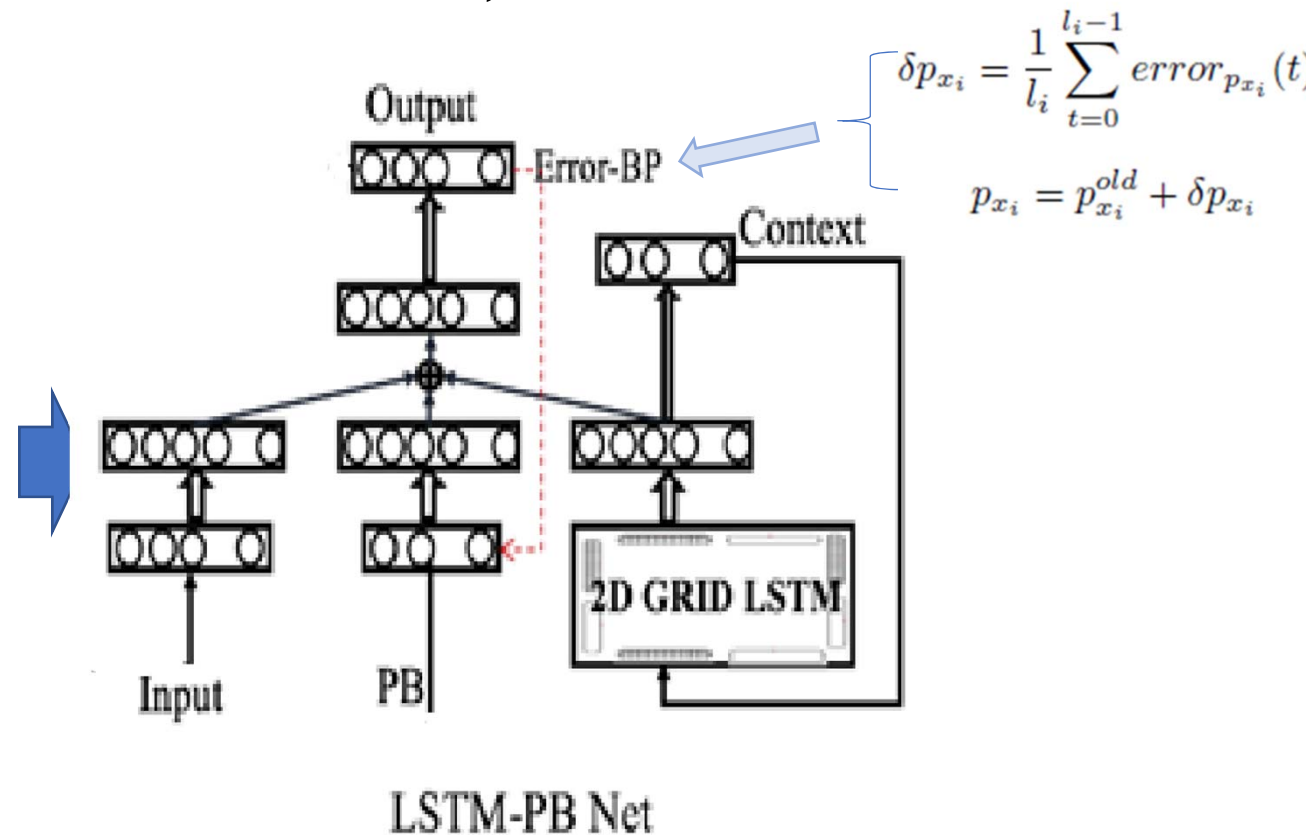 δp_{x_i} = \frac{1}{l_i} \sum_{t=0}^{l_i-1} error_{p_{x_i}}(t)
p_{x_i} = p_{x_i}^{old} + δp_{x_i}
Output
Error-BP
Context
2D GRID LSTM
Input
PB
LSTM-PB Net